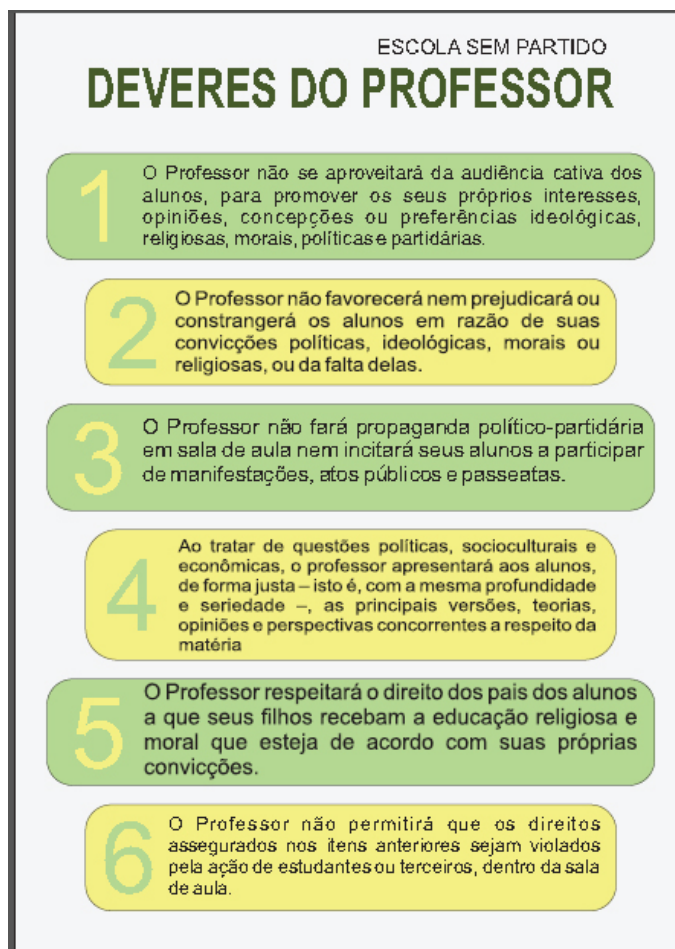 ESCOLA SEM PARTIDO
DEVERES DO PROFESSOR
1
O Professor não se aproveitará da audiência cativa dos
alunos, para promover os seus próprios interesses,
opiniões, concepções ou preferências ideológicas,
religiosas, morais, políticas e partidárias.
2
O Professor não favorecerá nem prejudicará ou
constrangerá os alunos em razão de suas
convicções políticas, ideológicas, morais ou
religiosas, ou da falta delas.
3
O Professor não fará propaganda político-partidária
em sala de aula nem incitará seus alunos a participar
de manifestações, atos públicos e passeatas.
4
Ao tratar de questões políticas, socioculturais e
econômicas, o professor apresentará aos alunos,
de forma justa – isto é, com a mesma profundidade
e seriedade –, as principais versões, teorias,
opiniões e perspectivas concorrentes a respeito da
matéria
5
O Professor respeitará o direito dos pais dos alunos
a que seus filhos recebam a educação religiosa e
moral que esteja de acordo com suas próprias
convicções.
6
O Professor não permitirá que os direitos
assegurados nos itens anteriores sejam violados
pela ação de estudantes ou terceiros, dentro da sala
de aula.